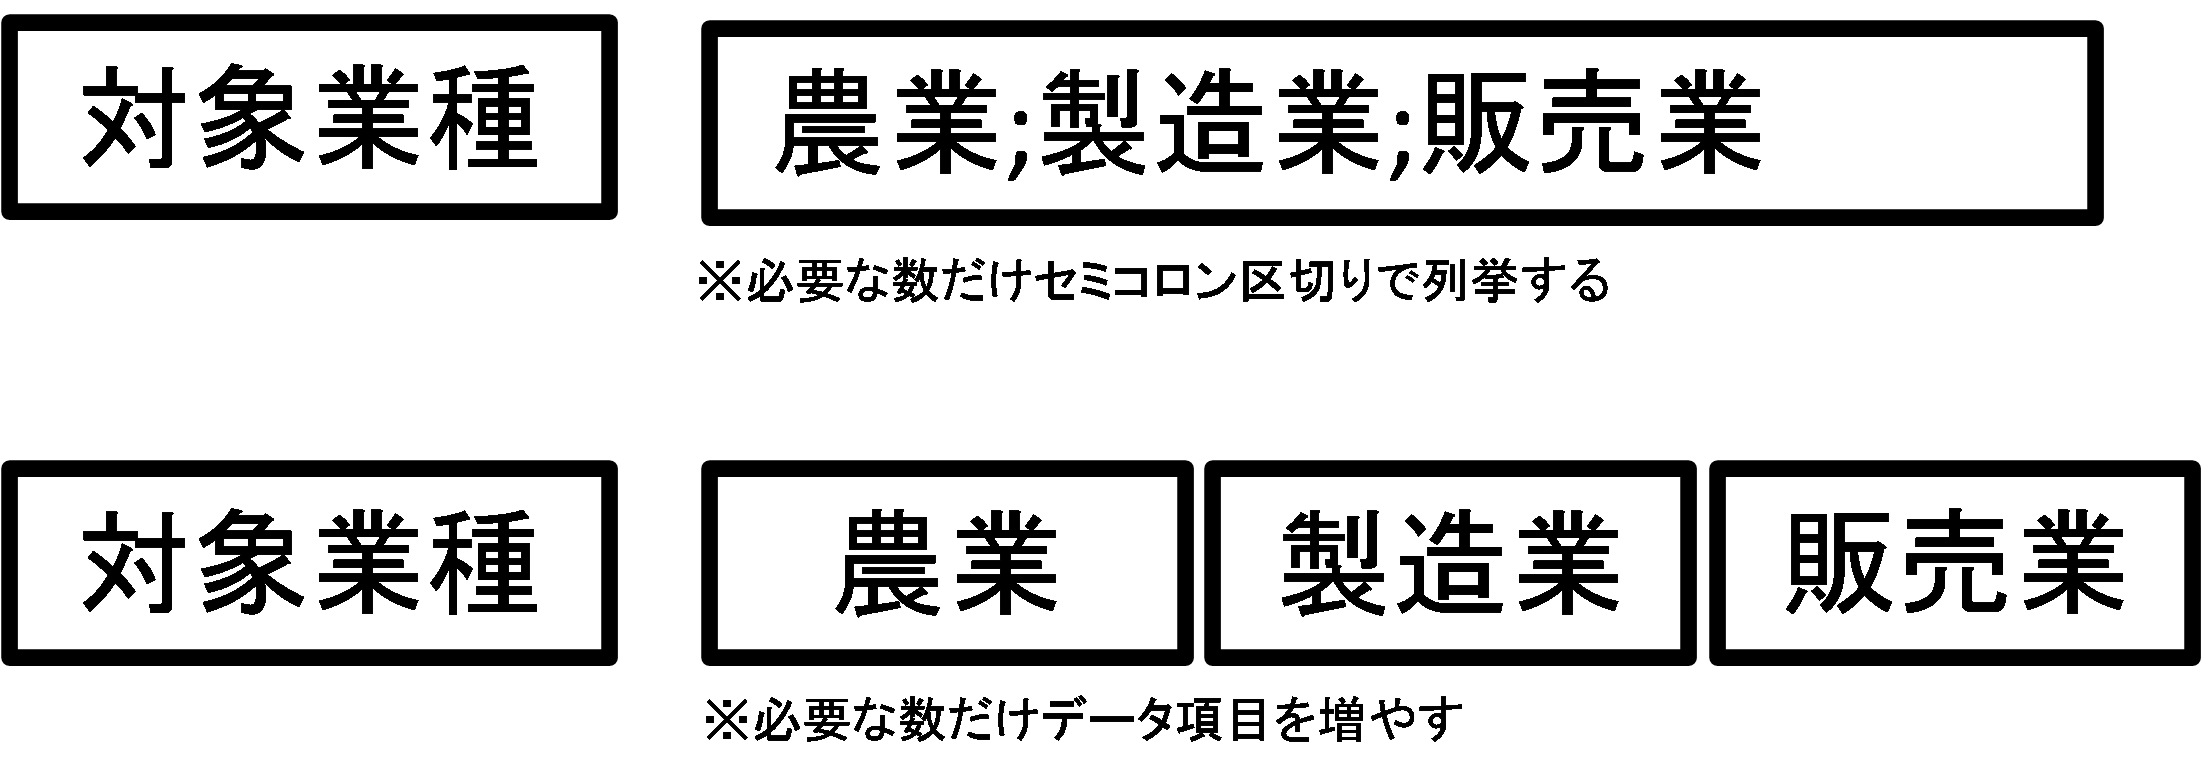 対象業種 農業;製造業;販売業
※必要な数だけセミコロン区切りで列挙する
対象業種 農業 製造業 販売業
※必要な数だけデータ項目を増やす